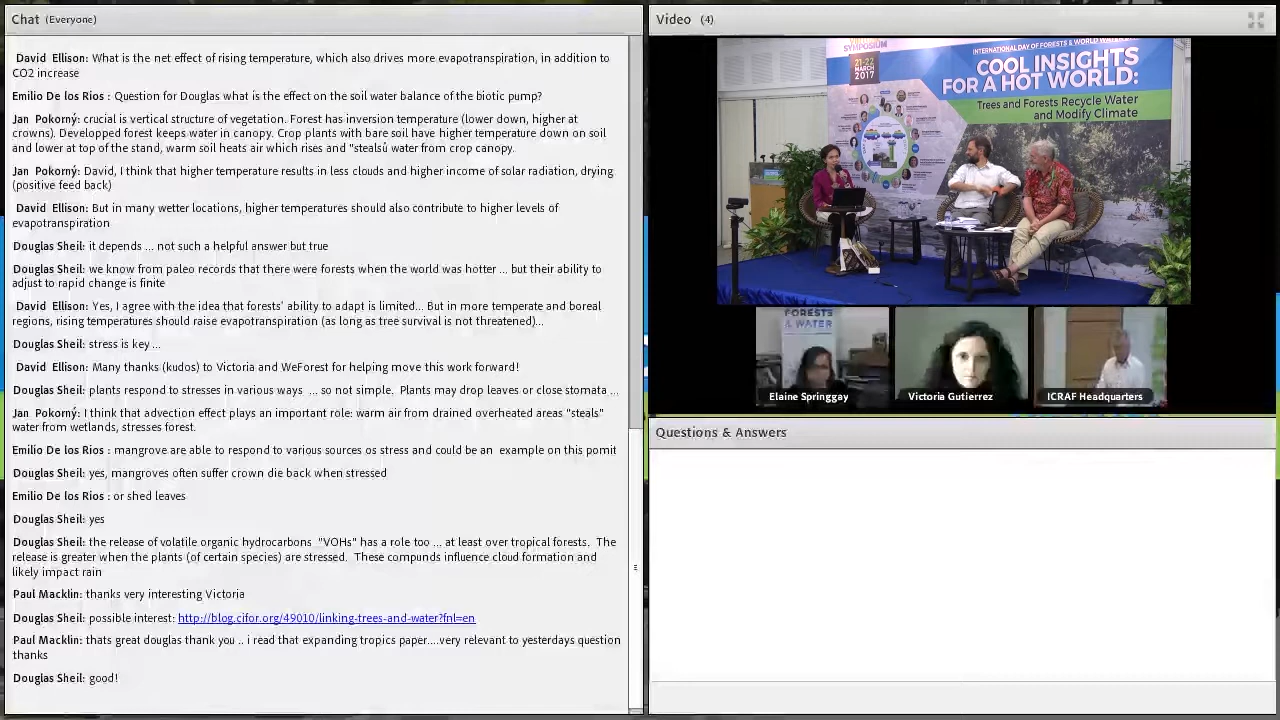 Chat (Everyone)
David Ellison: What is the net effect of rising temperature, which also drives more evapotranspiration, in addition to
CO2 increase
Emilio De los Rios : Question for Douglas what is the effect on the soil water balance of the biotic pump?
Jan Pokorný: crucial is vertical structure of vegetation. Forest has inversion temperature (lower down, higher at
crowns). Developped forest keeps water in canopy. Crop plants with bare soil have higher temperature down on soil
and lower at top of the stand, warm soil heats air which rises and "stealsů water from crop canopy.
Jan Pokorný: David, I think that higher temperature results in less clouds and higher income of solar radiation, drying
(positive feed back)
David Ellison: But in many wetter locations, higher temperatures should also contribute to higher levels of
evapotranspiration
Douglas Sheil: it depends ... not such a helpful answer but true
Douglas Sheil: we know from paleo records that there were forests when the world was hotter ... but their ability to
adjust to rapid change is finite
David Ellison: Yes, I agree with the idea that forests' ability to adapt is limited... But in more temperate and boreal
regions, rising temperatures should raise evapotranspiration (as long as tree survival is not threatened)...
Douglas Sheil: stress is key ...
David Ellison: Many thanks (kudos) to Victoria and WeForest for helping move this work forward!
Douglas Sheil: plants respond to stresses in various ways ... so not simple. Plants may drop leaves or close stomata ...
Jan Pokorný: I think that advection effect plays an important role: warm air from drained overheated areas "steals"
water from wetlands, stresses forest.
Emilio De los Rios : mangrove are able to respond to various sources os stress and could be an example on this pomit
Douglas Sheil: yes, mangroves often suffer crown die back when stressed
Emilio De los Rios : or shed leaves
Douglas Sheil: yes
Douglas Sheil: the release of volatile organic hydrocarbons "VOHs" has a role too ... at least over tropical forests. The
release is greater when the plants (of certain species) are stressed. These compunds influence cloud formation and
likely impact rain
Paul Macklin: thanks very interesting Victoria
Douglas Sheil: possible interest: http://blog.cifor.org/49010/linking-trees-and-water?fnl=en
Paul Macklin: thats great douglas thank you .. i read that expanding tropics paper....very relevant to yesterdays question
thanks
Douglas Sheil: good!
Video (4)
SYMPOSIUM
21-22
MARCH
2017
INTERNATIONAL DAY OF FORESTS & WORLD WATER DAY
COOL INSIGHTS
FOR A HOT WORLD:
Trees and Forests Recycle Water
and Modify Climate
FORESTS
& WATER
Elaine Springgay
Victoria Gutierrez
ICRAF Headquarters
Questions & Answers